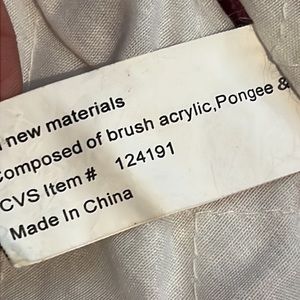 new materials
composed of brush acrylic,Pongee &
CVS Item # 124191
Made In China